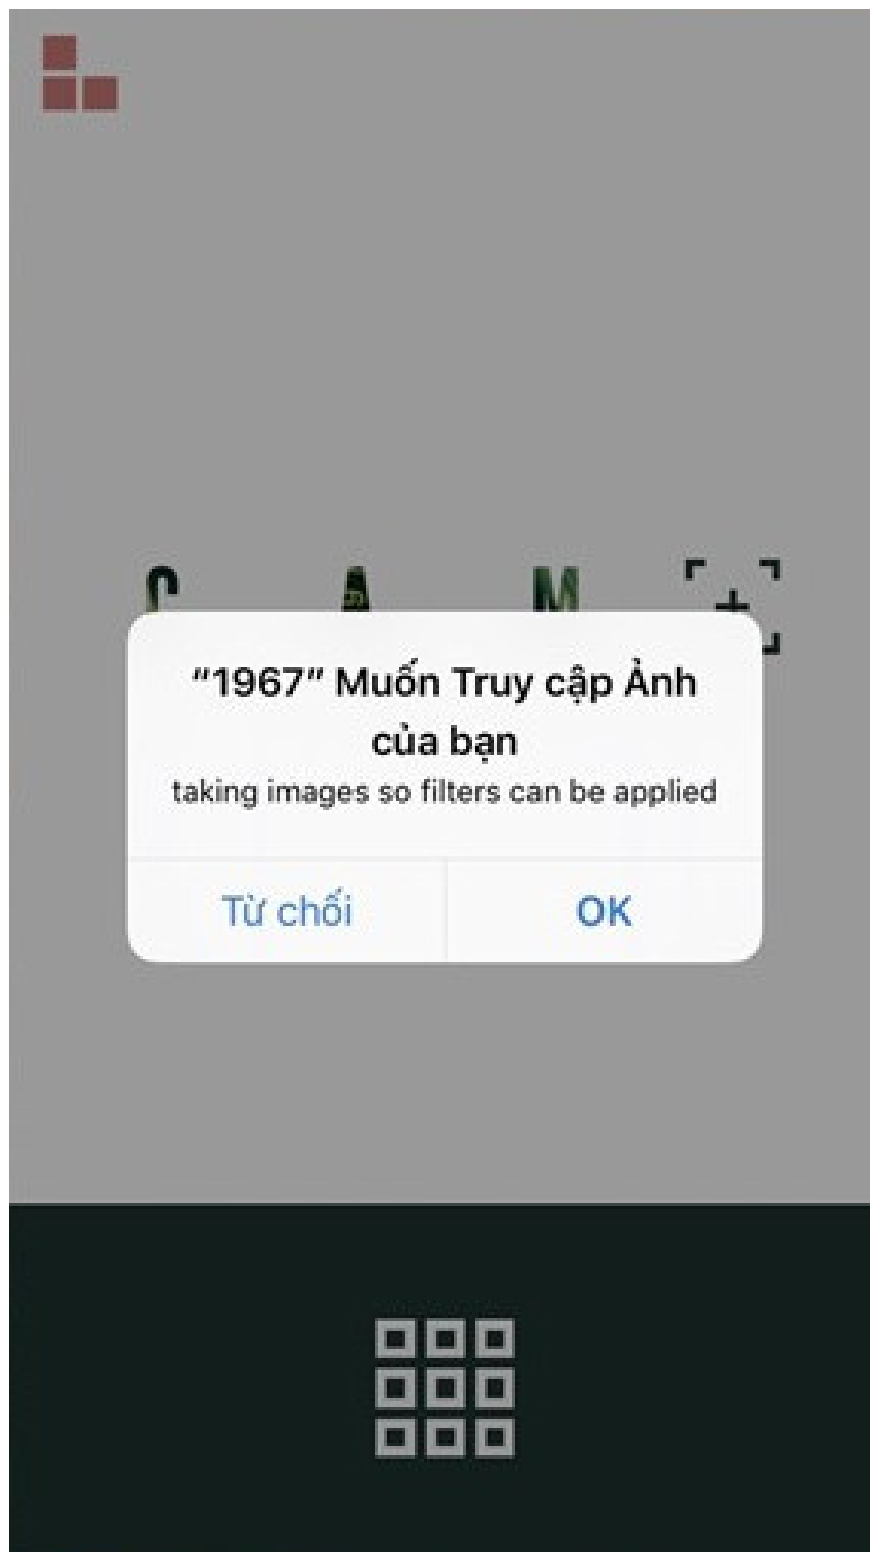 C A M
“1967” Muốn Truy cập Ảnh
của bạn
taking images so filters can be applied
Từ chối OK